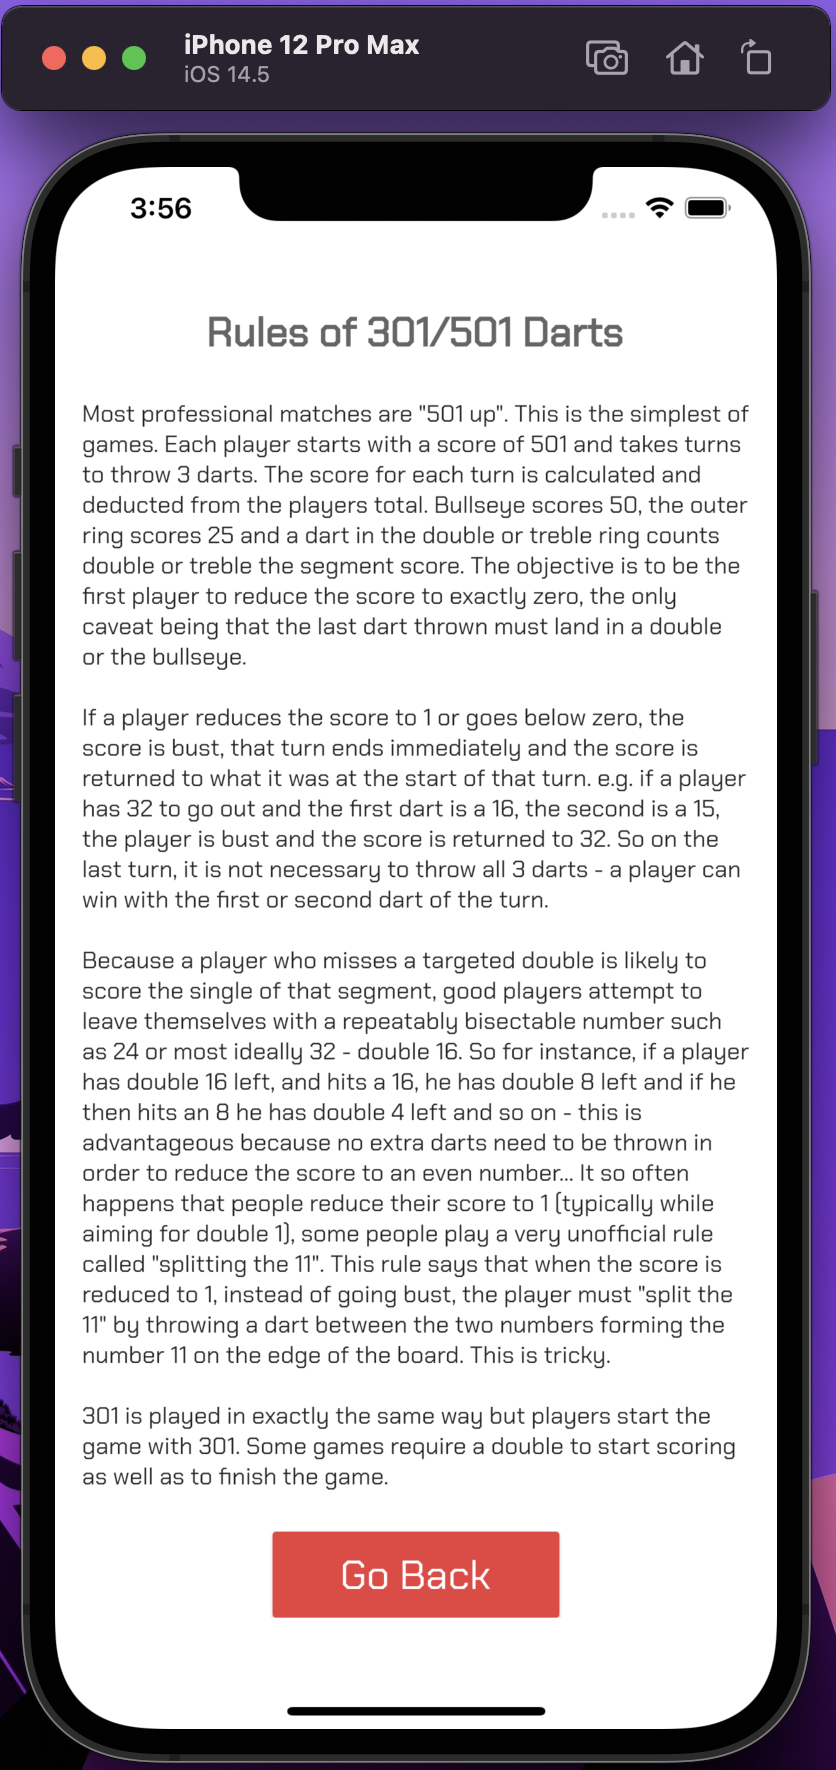 iPhone 12 Pro Max
iOS 14.5
3:56
Rules of 301/501 Darts
Most professional matches are "501 up". This is the simplest of
games. Each player starts with a score of 501 and takes turns
to throw 3 darts. The score for each turn is calculated and
deducted from the players total. Bullseye scores 50, the outer
ring scores 25 and a dart in the double or treble ring counts
double or treble the segment score. The objective is to be the
first player to reduce the score to exactly zero, the only
caveat being that the last dart thrown must land in a double
or the bullseye.
If a player reduces the score to 1 or goes below zero, the
score is bust, that turn ends immediately and the score is
returned to what it was at the start of that turn. e.g. if a player
has 32 to go out and the first dart is a 16, the second is a 15,
the player is bust and the score is returned to 32. So on the
last turn, it is not necessary to throw all 3 darts - a player can
win with the first or second dart of the turn.
Because a player who misses a targeted double is likely to
score the single of that segment, good players attempt to
leave themselves with a repeatably bisectable number such
as 24 or most ideally 32 - double 16. So for instance, if a player
has double 16 left, and hits a 16, he has double 8 left and if he
then hits an 8 he has double 4 left and so on - this is
advantageous because no extra darts need to be thrown in
order to reduce the score to an even number... It so often
happens that people reduce their score to 1 (typically while
aiming for double 1), some people play a very unofficial rule
called "splitting the 11". This rule says that when the score is
reduced to 1, instead of going bust, the player must "split the
11" by throwing a dart between the two numbers forming the
number 11 on the edge of the board. This is tricky.
301 is played in exactly the same way but players start the
game with 301. Some games require a double to start scoring
as well as to finish the game.
Go Back